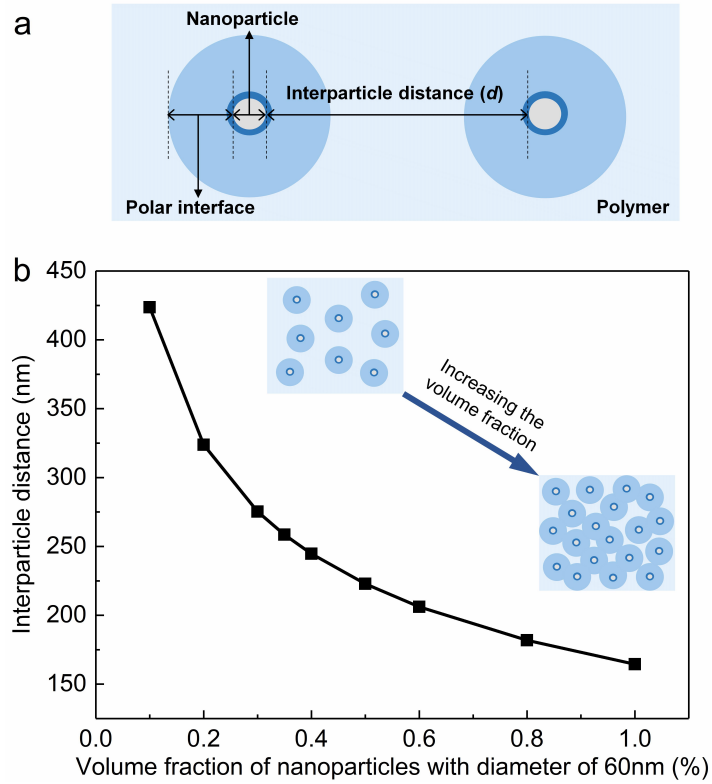 a
Nanoparticle
Interparticle distance (d)
Polar interface
Polymer
b
450
400
350
300
250
200
150
Interparticle distance (nm)
Increasing the
volume fraction
0.0 0.2 0.4 0.6 0.8 1.0
Volume fraction of nanoparticles with diameter of 60nm (%)